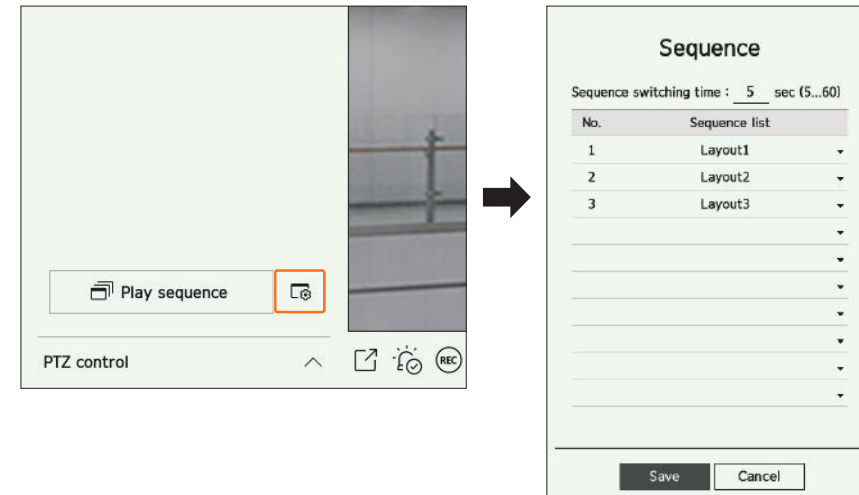 Play sequence
PTZ control
REC
Sequence
Sequence switching time : 5 sec (5...60)
No. Sequence list
1 Layout1
2 Layout2
3 Layout3
Save Cancel